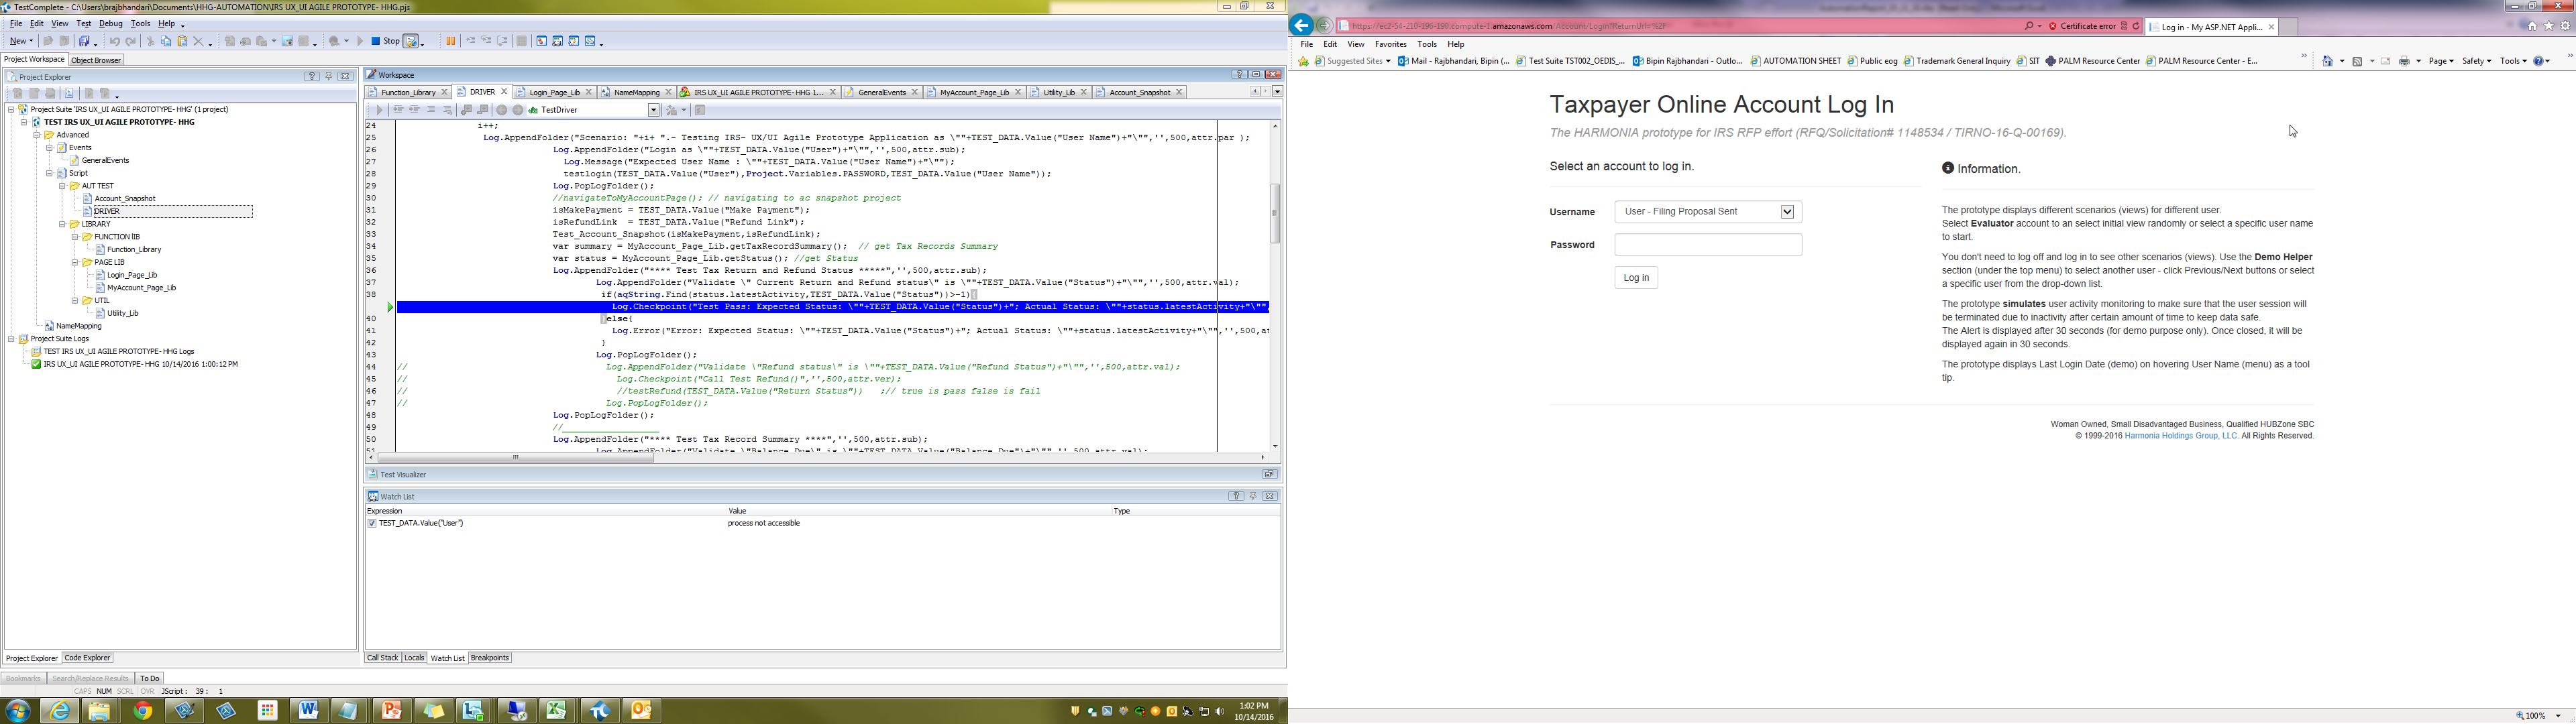 TestComplete - C:\Users\brajbhandari\Documents\HHG-AUTOMATION\IRS UX_UI AGILE PROTOTYPE- HHG.pjs
File Edit View Test Debug Tools Help
New Stop
Project Workspace Object Browser
Project Explorer
Project Suite 'IRS UX_UI AGILE PROTOTYPE-HHG' (1 project)
TEST IRS UX_UI AGILE PROTOTYPE- HHG
Advanced
Events
GeneralEvents
Script
AUT TEST
Account_Snapshot
DRIVER
LIBRARY
FUNCTION lIB
Function_Library
PAGE LIB
Login_Page_Lib
MyAccount_Page_Lib
UTIL
Utility_Lib
NameMapping
Project Suite Logs
TEST IRS UX_UI AGILE PROTOTYPE- HHG Logs
IRS UX_UI AGILE PROTOTYPE-HHG 10/14/2016 1:00:12 PM
Project Explorer Code Explorer
Bookmarks Search/Replace Results To Do
CAPS NUM SCRL OVR JScript : 39 : 1
Workspace
Function_Library DRIVER Login_Page_Lib NameMapping IRS UX_UI AGILE PROTOTYPE-HHG 1... GeneralEvents MyAccount_Page_Lib Utility_Lib Account_Snapshot
TestDriver
24 i++;
25 Log.AppendFolder("Scenario: "+i+ ".- Testing IRS- UX/UI Agile Prototype Application as \""+TEST_DATA.Value("User Name")+"\"",'',500,attr.par );
26 Log.AppendFolder("Login as \""+TEST_DATA.Value("User")+"\"",'',500,attr.sub);
27 Log.Message("Expected User Name : \""+TEST_DATA.Value("User Name")+"\"");
28 testlogin(TEST_DATA.Value("User"),Project.Variables.PASSWORD,TEST_DATA.Value("User Name"));
29 Log.PopLogFolder();
30 //navigateToMyAccountPage(); // navigating to ac snapshot project
31 isMakePayment = TEST_DATA.Value("Make Payment");
32 isRefundLink = TEST_DATA.Value("Refund Link");
33 Test_Account_Snapshot(isMakePayment,isRefundLink);
34 var summary = MyAccount_Page_Lib.getTaxRecordSummary(); // get Tax Records Summary
35 var status = MyAccount_Page_Lib.getStatus(); //get Status
36 Log.AppendFolder("**** Test Tax Return and Refund Status *****",'',500,attr.sub);
37 Log.AppendFolder("Validate \" Current Return and Refund status\" is \""+TEST_DATA.Value("Status")+"\"",'',500,attr.val);
38 if(aqString.Find(status.latestActivity,TEST_DATA.Value("Status"))>-1){
Log.Checkpoint("Test Pass: Expected Status: \""+TEST_DATA.Value("Status")+"; Actual Status: \""+status.latestActivity+"\"",
40 }else{
41 Log.Error("Error: Expected Status: \""+TEST_DATA.Value("Status")+"; Actual Status: \""+status.latestActivity+"\"",'',500,at
42 }
43 Log.PopLogFolder();
44 // Log.AppendFolder("Validate \"Refund status\" is \""+TEST_DATA.Value("Refund Status")+"\"",'',500,attr.val);
45 // Log.Checkpoint("Call Test Refund()",'',500,attr.ver);
46 // //testRefund(TEST_DATA.Value("Return Status")) ;// true is pass false is fail
47 // Log.PopLogFolder();
48 Log.PopLogFolder();
49 //____________________
50 Log.AppendFolder("**** Test Tax Record Summary ****",'',500,attr.sub);
51 Log.AppendFolder("Validate \"Balance Due\" is \""+TEST_DATA.Value("Balance Due")+"\"",'',500,attr.val);
Test Visualizer
Watch List
Expression Value Type
TEST_DATA.Value("User") process not accessible
Call Stack Locals Watch List Breakpoints
1:02 PM
10/14/2016
https://ec2-54-210-196-190.compute-1.amazonaws.com/Account/Login?ReturnUrl=%2F Certificate error Log in - My ASP.NET Appli...
File Edit View Favorites Tools Help
Suggested Sites Mail - Rajbhandari, Bipin (... Test Suite TST002_OEDIS_... Bipin Rajbhandari - Outlo... AUTOMATION SHEET Public eog Trademark General Inquiry SIT PALM Resource Center PALM Resource Center - E... Page Safety Tools
Taxpayer Online Account Log In
The HARMONIA prototype for IRS RFP effort (RFQ/Solicitation# 1148534 / TIRNO-16-Q-00169).
Select an account to log in.
Username User - Filing Proposal Sent
Password
Log in
Information.
The prototype displays different scenarios (views) for different user.
Select Evaluator account to an select initial view randomly or select a specific user name
to start.
You don't need to log off and log in to see other scenarios (views). Use the Demo Helper
section (under the top menu) to select another user - click Previous/Next buttons or select
a specific user from the drop-down list.
The prototype simulates user activity monitoring to make sure that the user session will
be terminated due to inactivity after certain amount of time to keep data safe.
The Alert is displayed after 30 seconds (for demo purpose only). Once closed, it will be
displayed again in 30 seconds.
The prototype displays Last Login Date (demo) on hovering User Name (menu) as a tool
tip.
Woman Owned, Small Disadvantaged Business, Qualified HUBZone SBC
© 1999-2016 Harmonia Holdings Group, LLC. All Rights Reserved.
100%